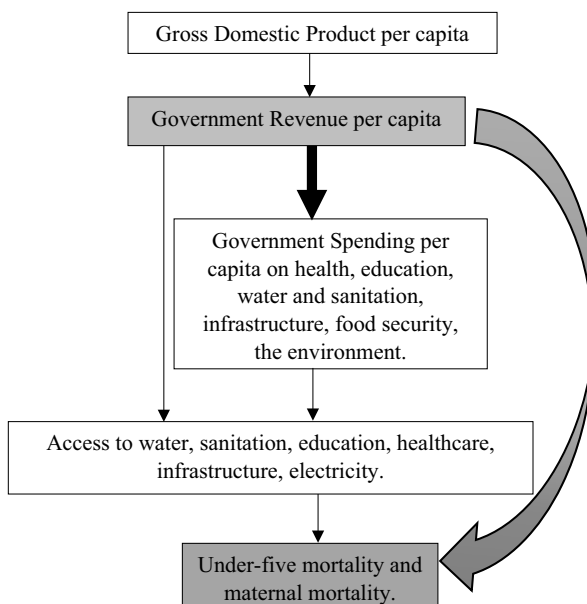 Gross Domestic Product per capita
Government Revenue per capita
Government Spending per
capita on health, education,
water and sanitation,
infrastructure, food security,
the environment.
Access to water, sanitation, education, healthcare,
infrastructure, electricity.
Under-five mortality and
maternal mortality.